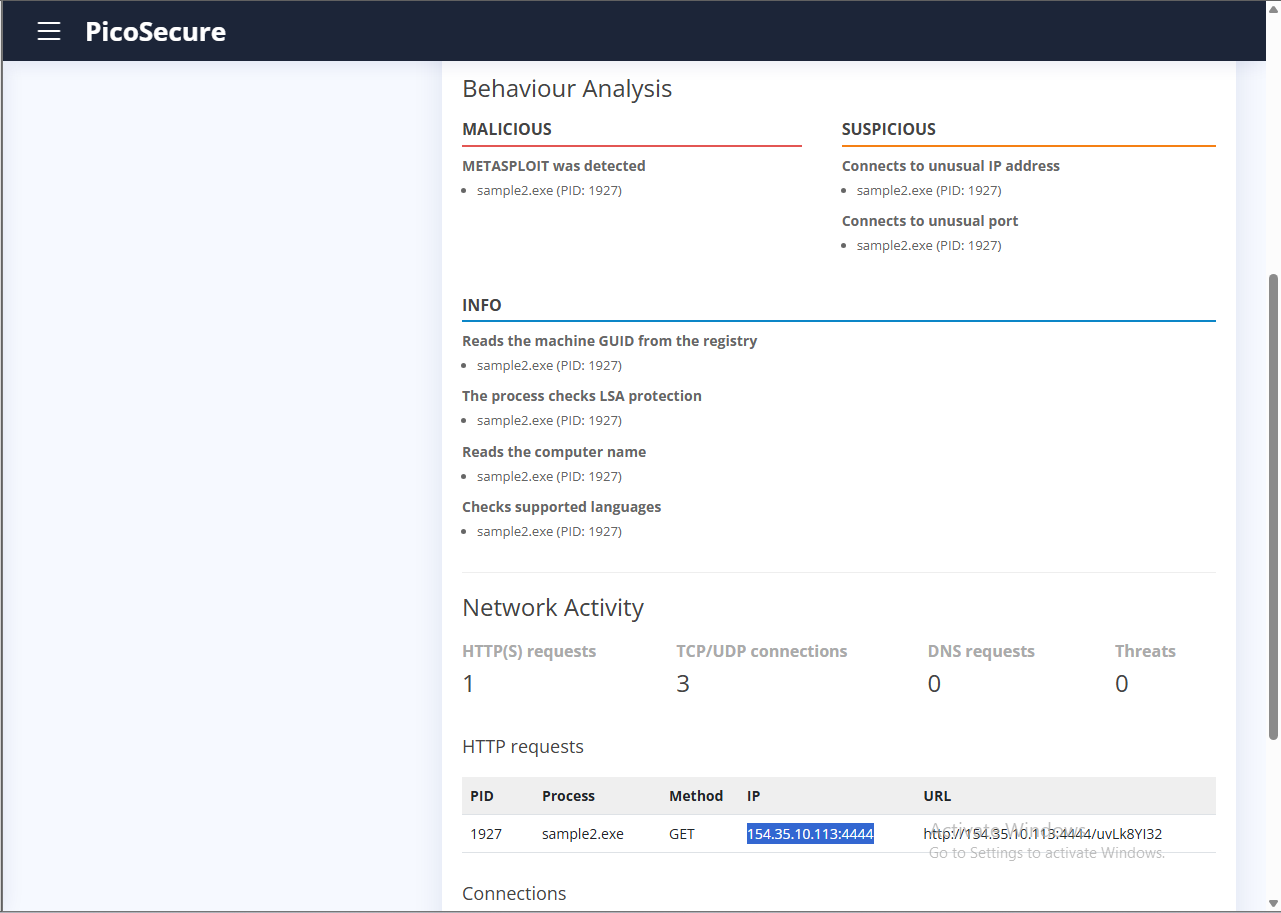 PicoSecure
Behaviour Analysis
MALICIOUS
METASPLOIT was detected
sample2.exe (PID: 1927)
SUSPICIOUS
Connects to unusual IP address
sample2.exe (PID: 1927)
Connects to unusual port
sample2.exe (PID: 1927)
INFO
Reads the machine GUID from the registry
sample2.exe (PID: 1927)
The process checks LSA protection
sample2.exe (PID: 1927)
Reads the computer name
sample2.exe (PID: 1927)
Checks supported languages
sample2.exe (PID: 1927)
Network Activity
HTTP(S) requests TCP/UDP connections DNS requests Threats
1 3 0 0
HTTP requests
PID Process Method IP URL
1927 sample2.exe GET 154.35.10.113:4444 http://154.35.10.113:4444/uvLk8YI32
Activate Windows
Go to Settings to activate Windows.
Connections